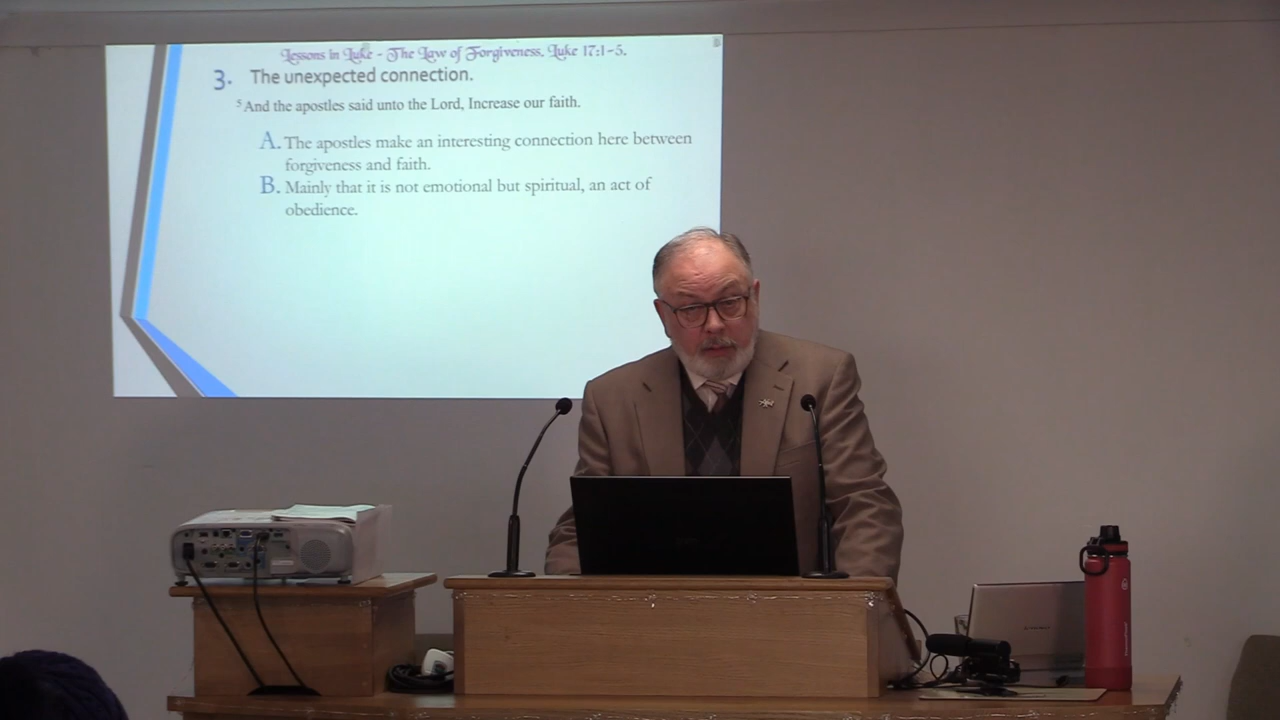 Lessons in Luke - The Law of Forgiveness, Luke 17:1-5.
3. The unexpected connection.
5 And the apostles said unto the Lord, Increase our faith.
A. The apostles make an interesting connection here between
forgiveness and faith.
B. Mainly that it is not emotional but spiritual, an act of
obedience.